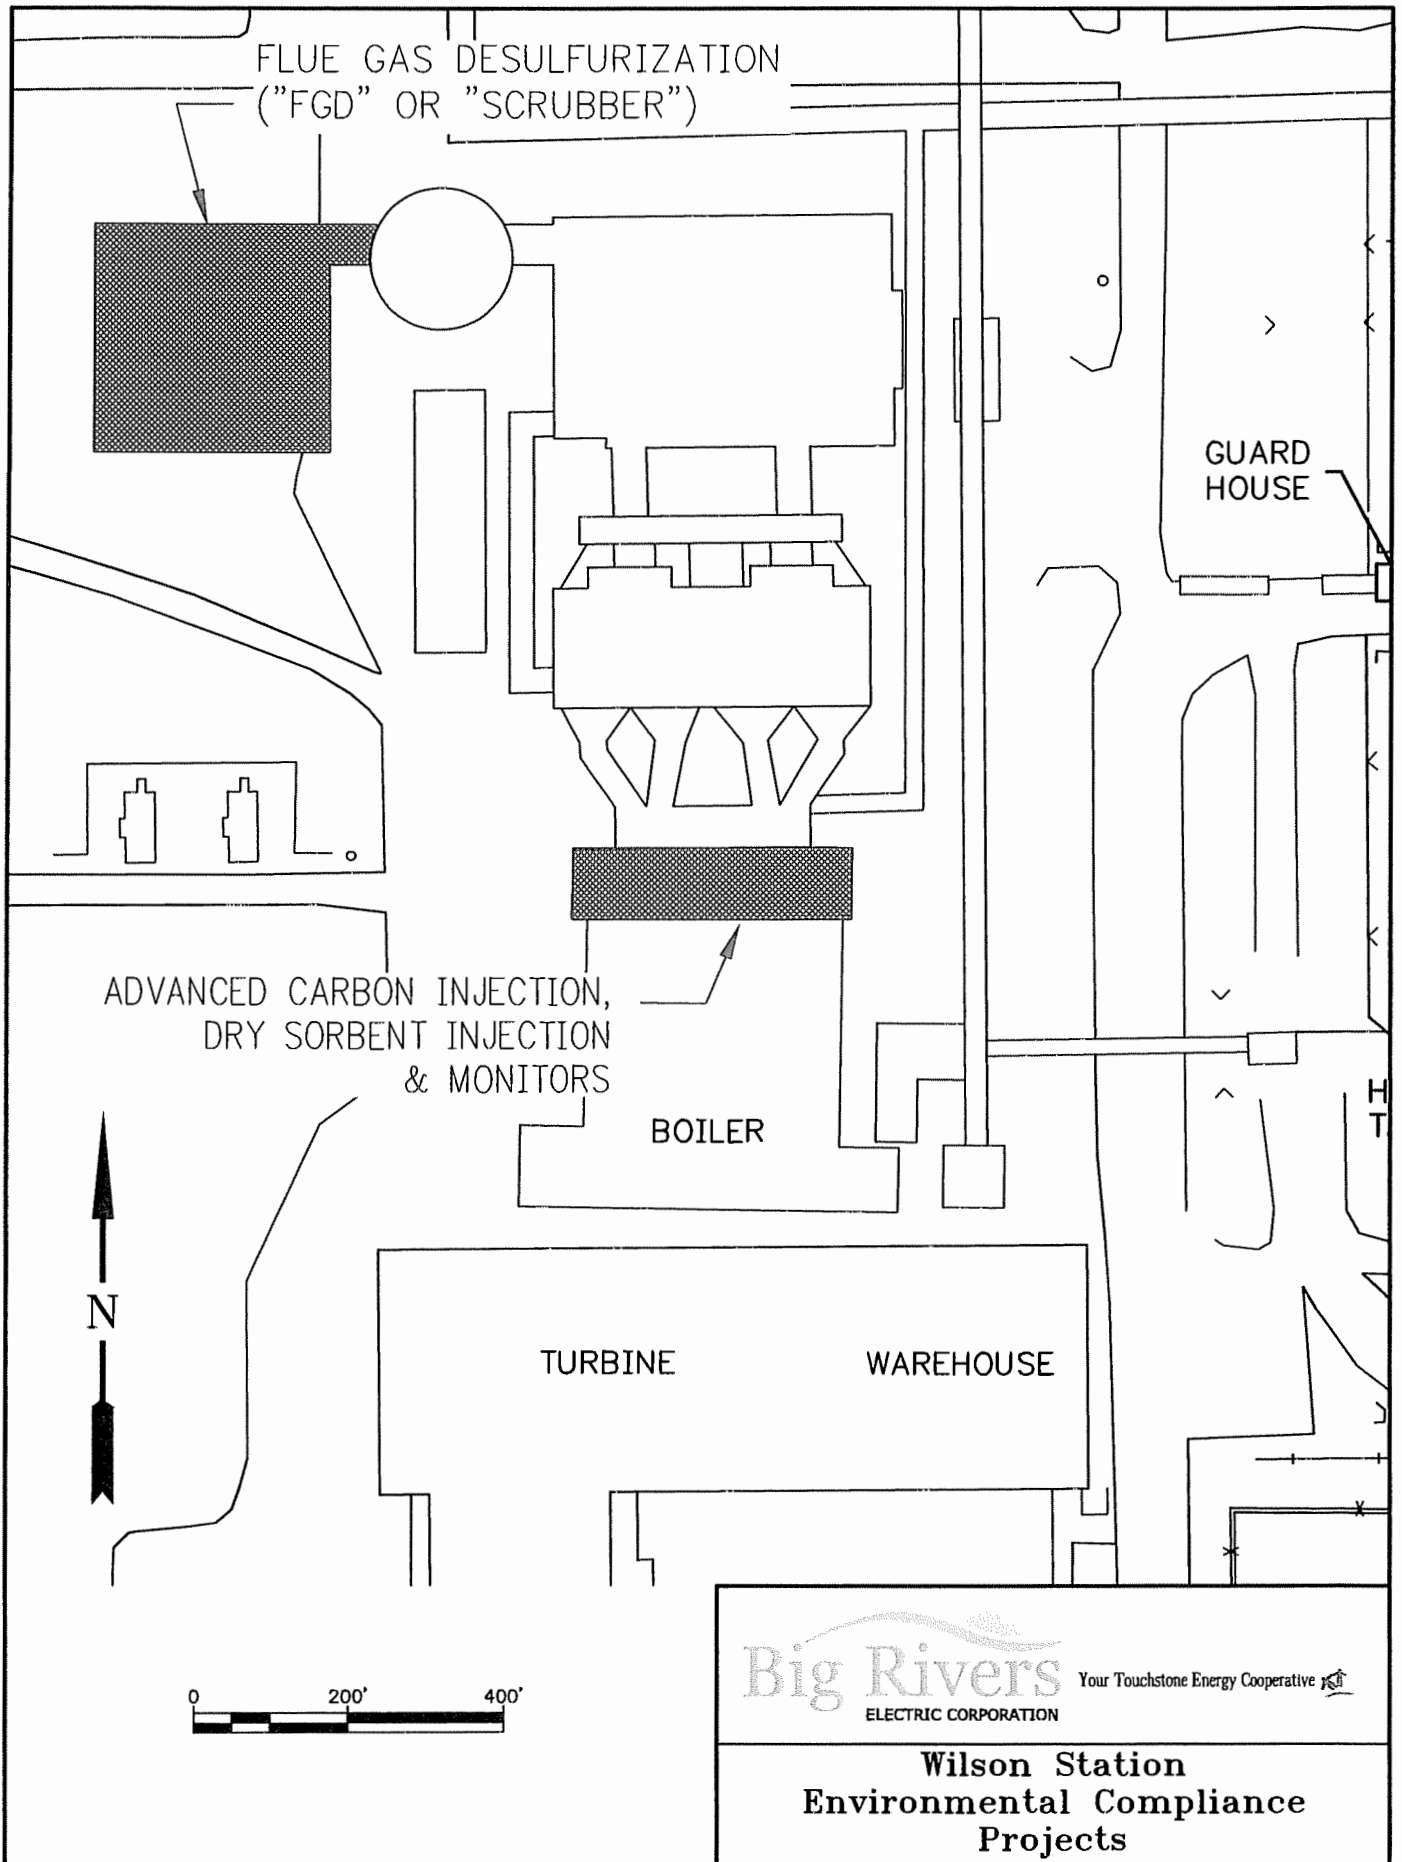 FLUE GAS DESULFURIZATION
("FGD" OR "SCRUBBER")
GUARD
HOUSE
ADVANCED CARBON INJECTION,
DRY SORBENT INJECTION
& MONITORS
H
T
BOILER
N
TURBINE
WAREHOUSE
0 200' 400'
Big Rivers
ELECTRIC CORPORATION
Your Touchstone Energy Cooperative
Wilson Station
Environmental Compliance
Projects